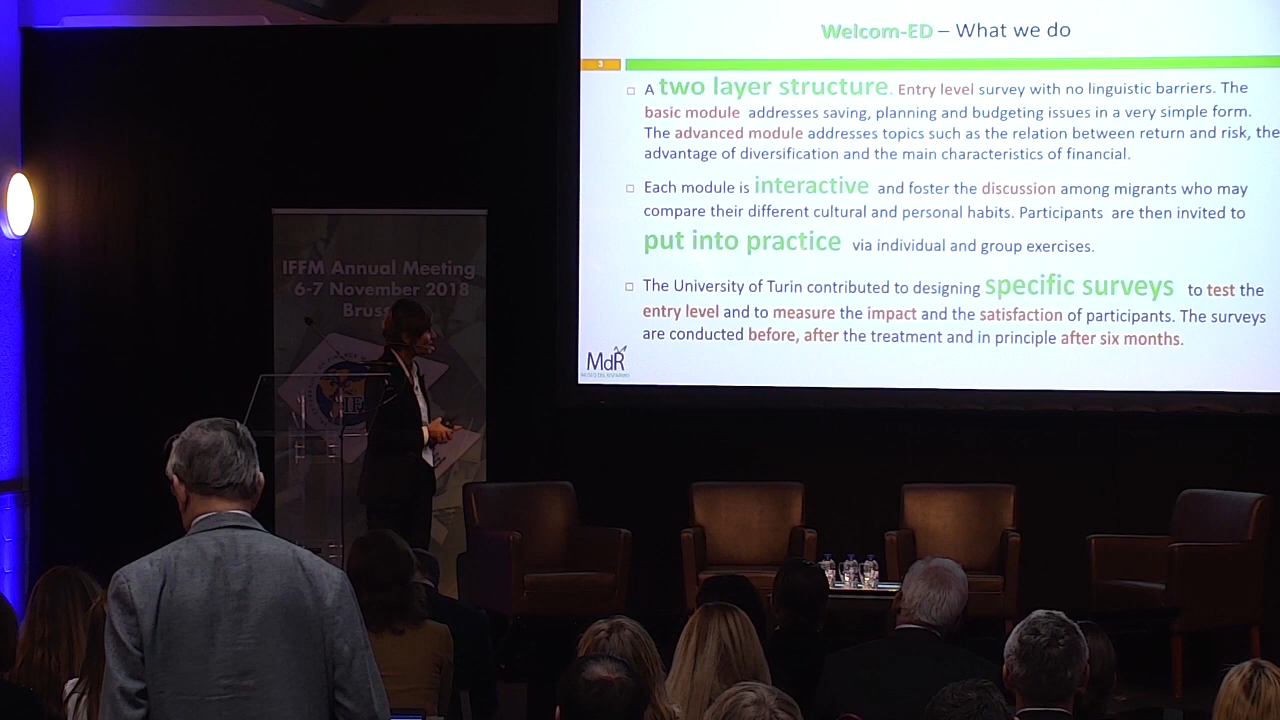 Welcom-ED – What we do
3
A two layer structure. Entry level survey with no linguistic barriers. The
basic module addresses saving, planning and budgeting issues in a very simple form.
The advanced module addresses topics such as the relation between return and risk, the
advantage of diversification and the main characteristics of financial.
Each module is interactive and foster the discussion among migrants who may
compare their different cultural and personal habits. Participants are then invited to
put into practice via individual and group exercises.
The University of Turin contributed to designing specific surveys to test the
entry level and to measure the impact and the satisfaction of participants. The surveys
are conducted before, after the treatment and in principle after six months.
MdR
IFFM Annual Meeting
6-7 November 2018